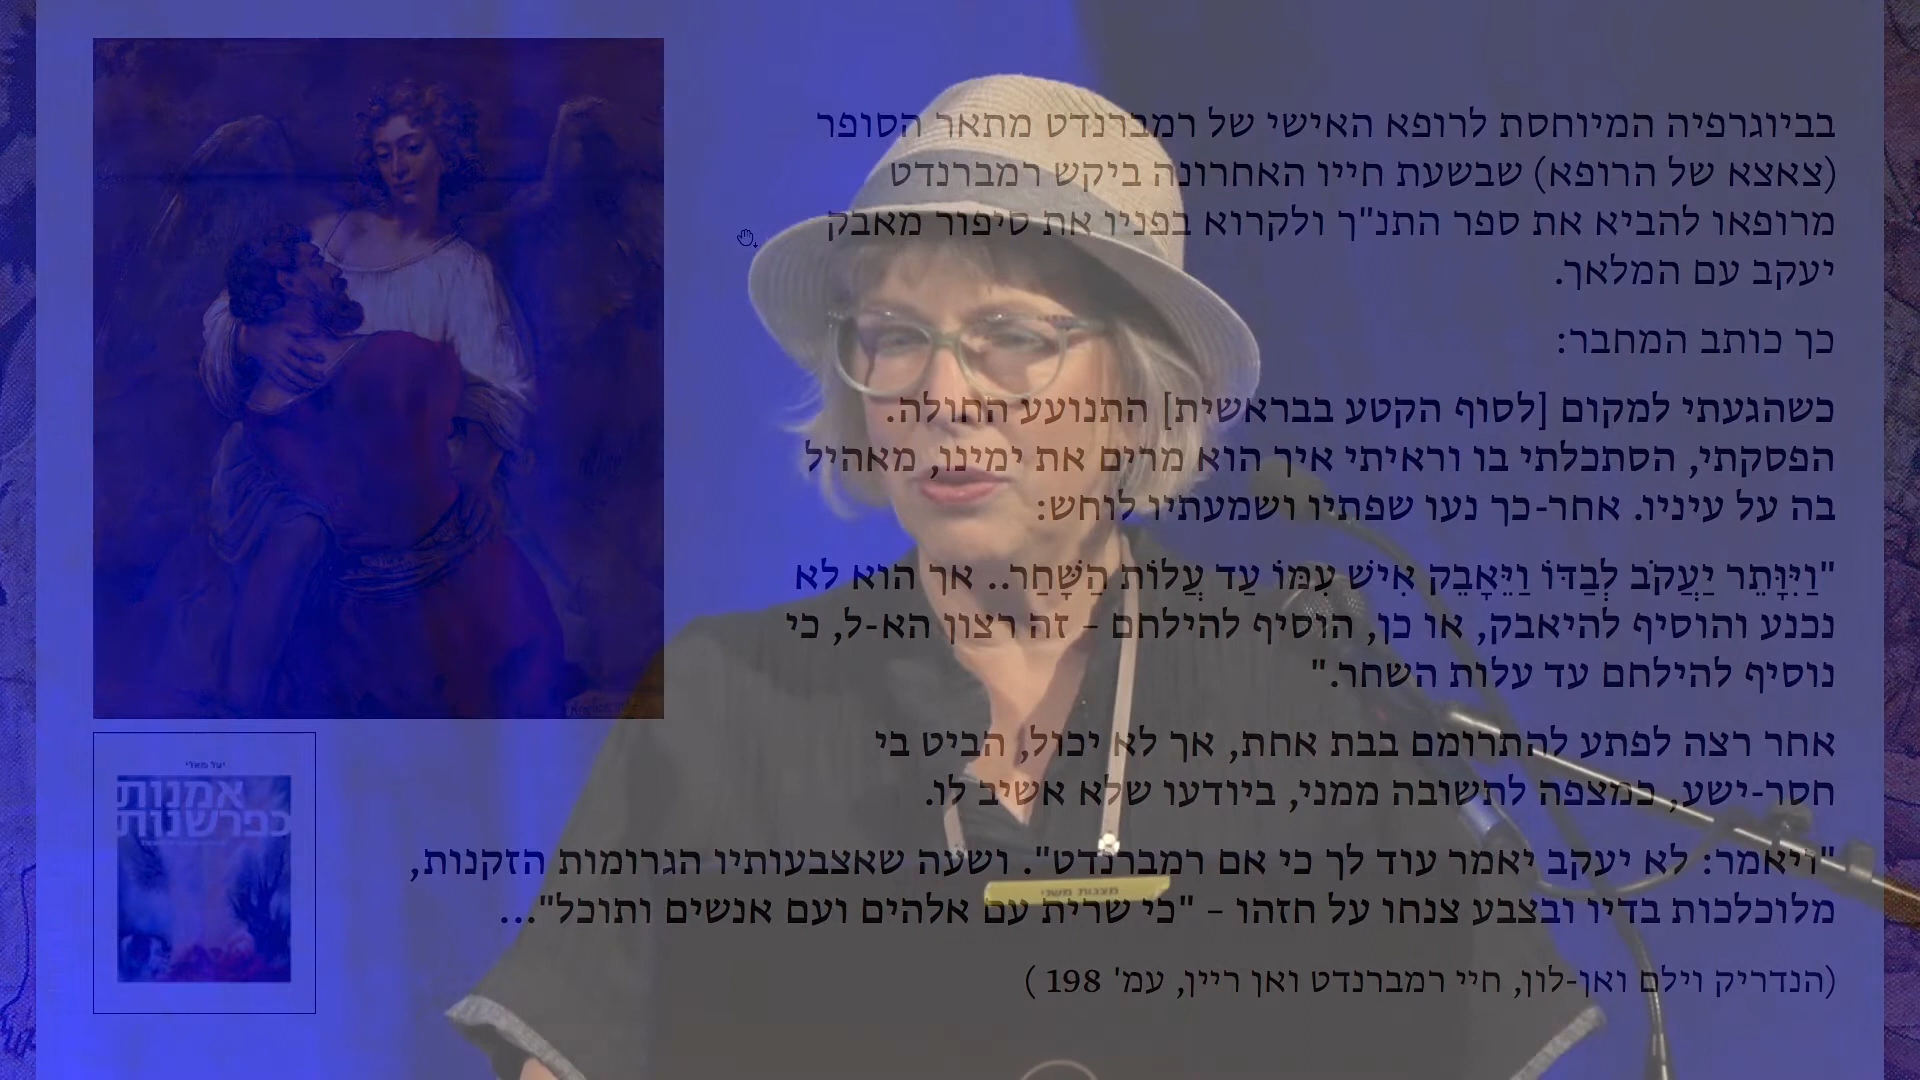 בביוגרפיה המיוחסת לרופא האישי של רמברנדט מתאר הסופר
(צאצא של הרופא) שבשעת חייו האחרונה ביקש רמברנדט
מרופאו להביא את ספר התנ"ך ולקרוא בפניו את סיפור מאבק
יעקב עם המלאך.
כך כותב המחבר:
כשהגעתי למקום [לסוף הקטע בבראשית] התנועע החולה.
הפסקתי, הסתכלתי בו וראיתי איך הוא מרים את ימינו, מאהיל
בה על עיניו. אחר-כך נעו שפתיו ושמעתיו לוחש:
"וַיִּוָּתֵר יַעֲקֹב לְבַדּוֹ וַיֵּאָבֵק אִישׁ עִמּוֹ עַד עֲלוֹת הַשָּׁחַר.. אך הוא לא
נכנע והוסיף להיאבק, או כן, הוסיף להילחם - זה רצון הא-ל, כי
נוסיף להילחם עד עלות השחר."
אחר רצה לפתע להתרומם בבת אחת, אך לא יכול, הביט בי
חסר-ישע, כמצפה לתשובה ממני, ביודעו שלא אשיב לו.
"ויאמר: לא יעקב יאמר עוד לך כי אם רמברנדט". ושעה שאצבעותיו הגרומות הזקנות,
מלוכלכות בדיו ובצבע צנחו על חזהו – "כי שרית עם אלהים ועם אנשים ותוכל"...
(הנדריק וילם ואן-לון, חיי רמברנדט ואן ריין, עמ' 198 )
יעל מאלי
אמנות
כפרשנות